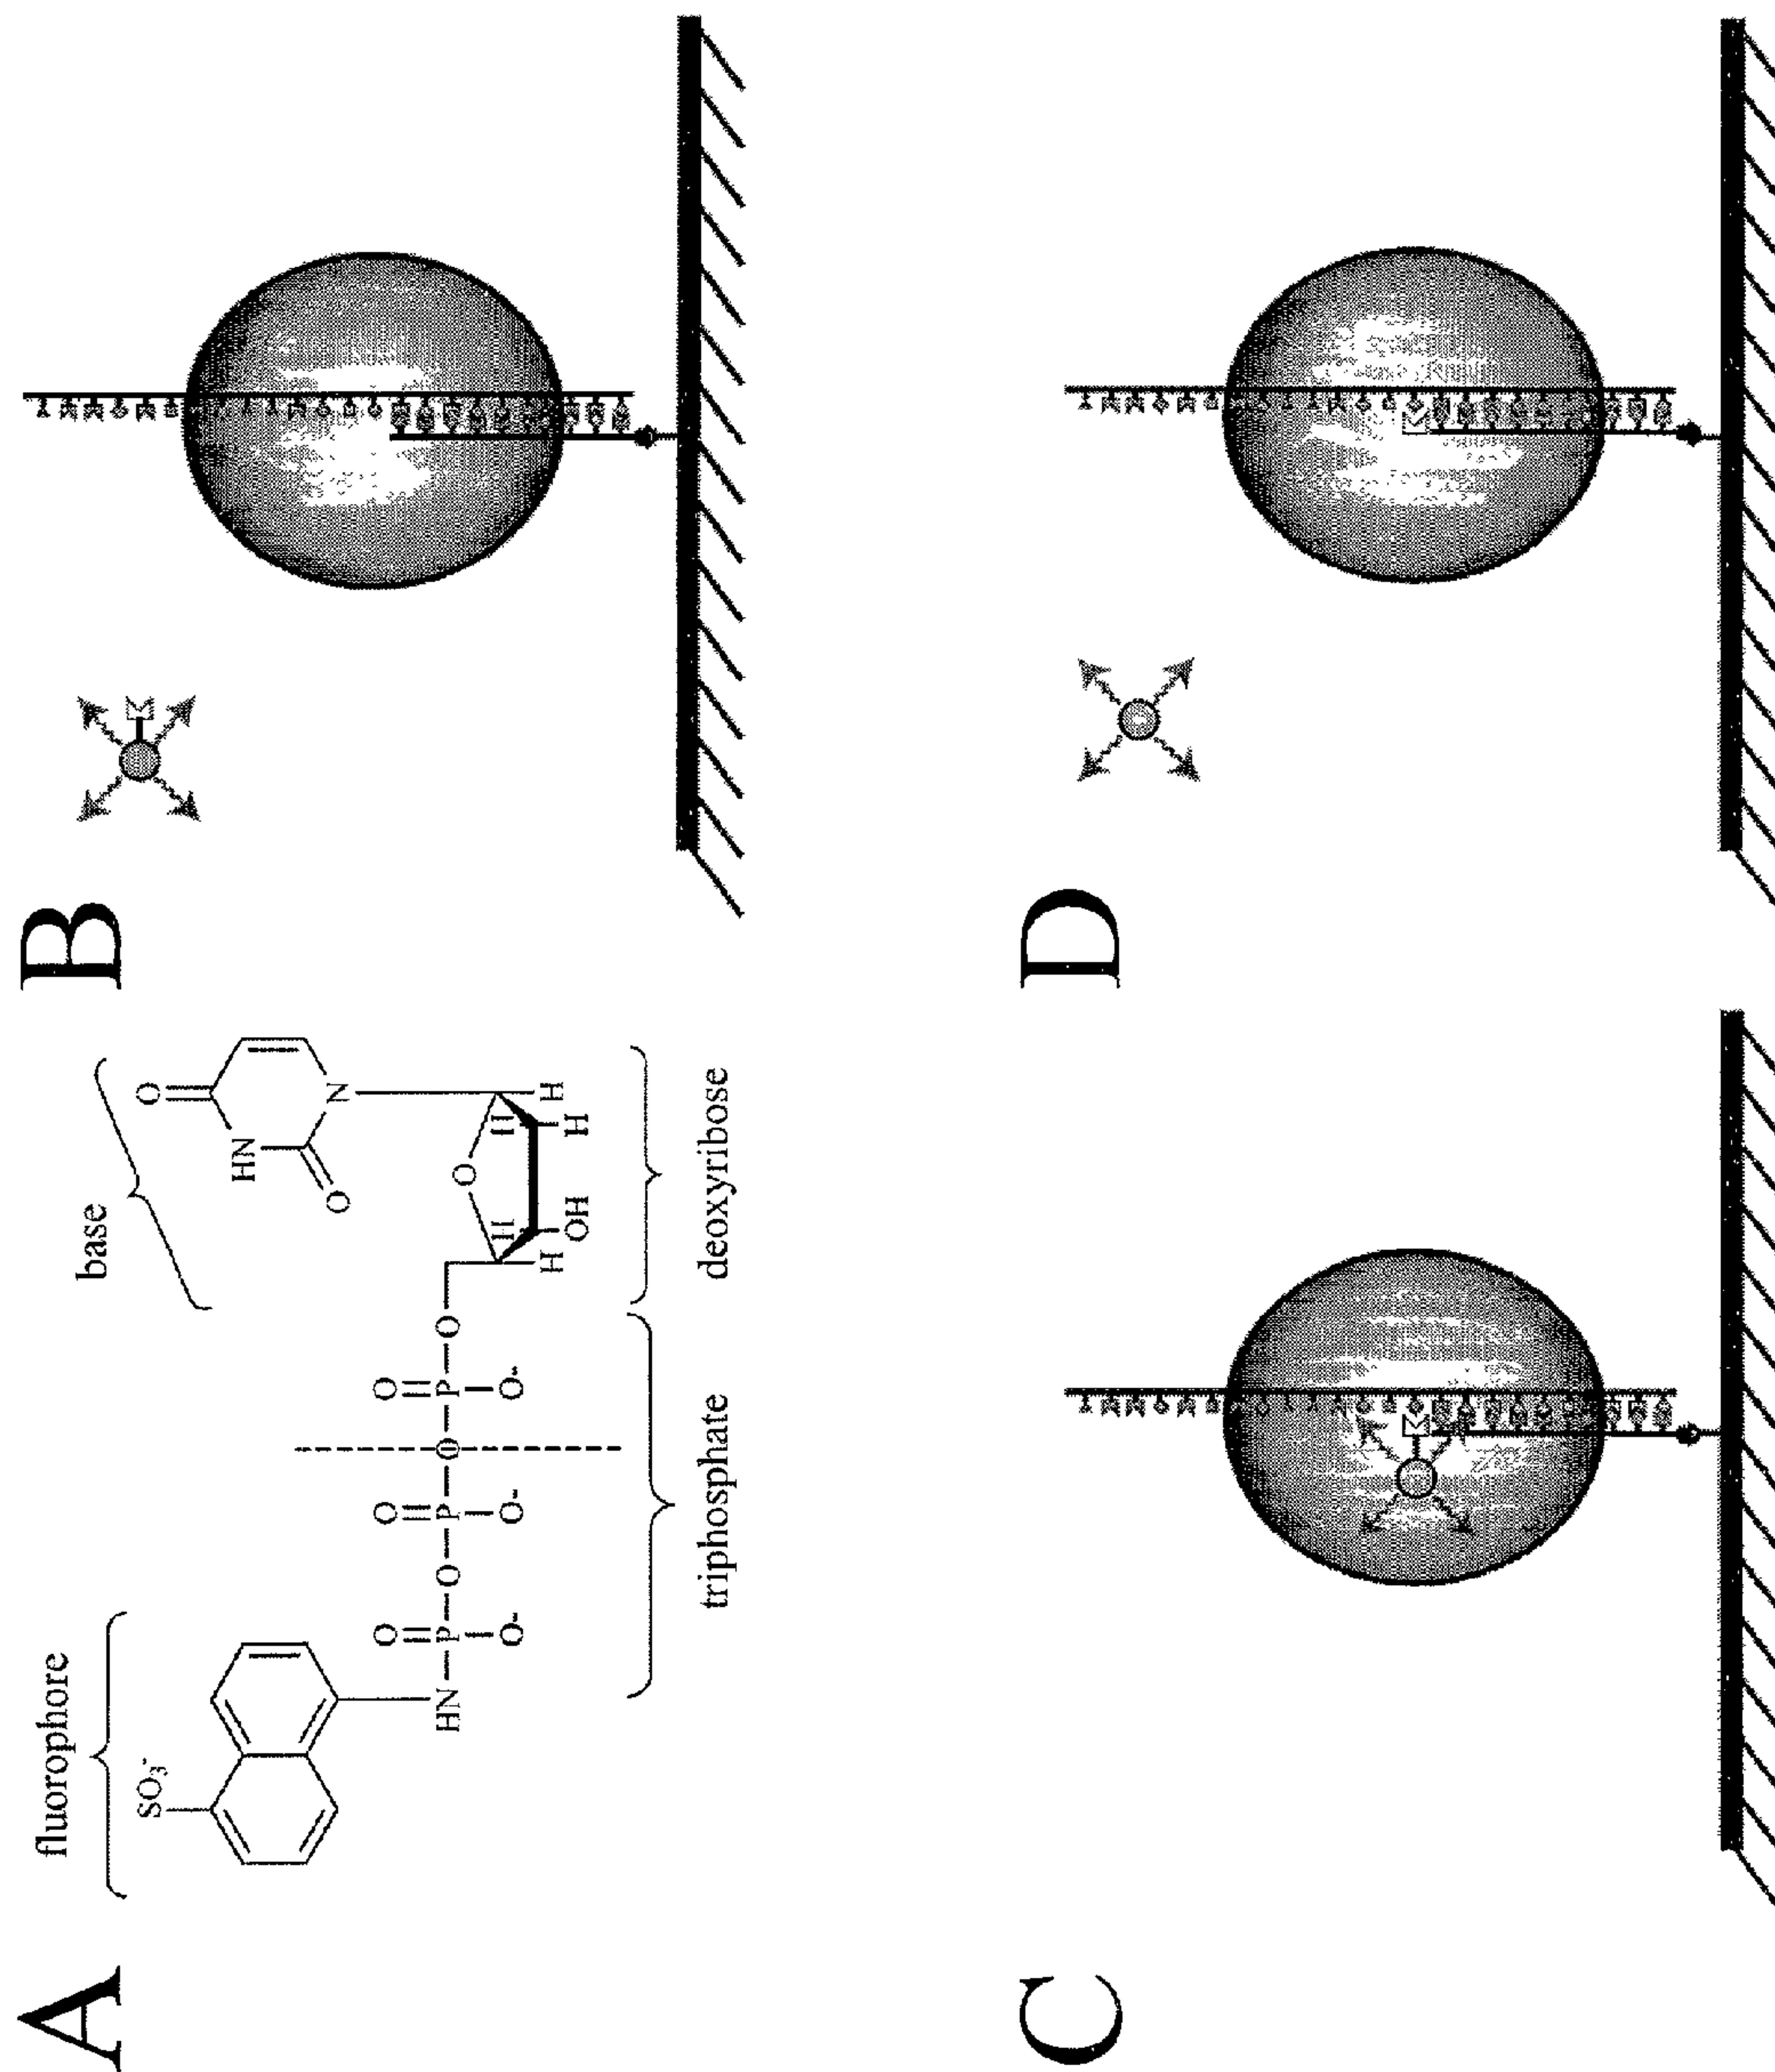 A
fluorophore
SO3-
HN
O O O
P O P O P O
O- O- O-
triphosphate
base
O
HN
N
O
O
H H
H H
OH H
deoxyribose
B
C
D